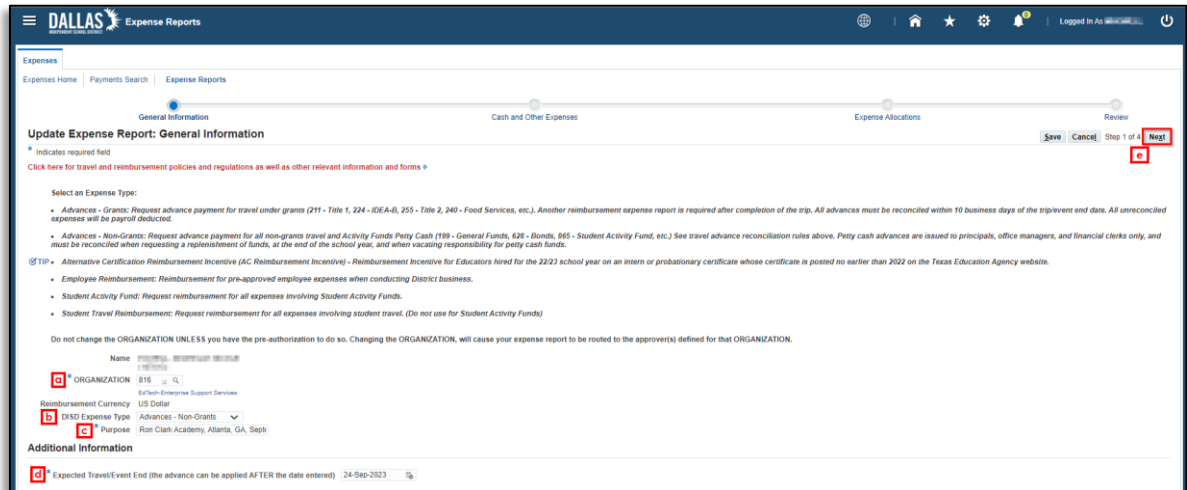 DALLAS Expense Reports Logged In As
INDEPENDENT SCHOOL DISTRICT
Expenses
Expenses Home Payments Search Expense Reports
General Information Cash and Other Expenses Expense Allocations Review
Update Expense Report: General Information Save Cancel Step 1 of 4 Next
* Indicates required field
e
Click here for travel and reimbursement policies and regulations as well as other relevant information and forms
Select an Expense Type:
• Advances - Grants: Request advance payment for travel under grants (211 - Title 1, 224 - IDEA-B, 255 - Title 2, 240 - Food Services, etc.). Another reimbursement expense report is required after completion of the trip. All advances must be reconciled within 10 business days of the trip/event end date. All unreconciled
expenses will be payroll deducted.
• Advances - Non-Grants: Request advance payment for all non-grants travel and Activity Funds Petty Cash (199 - General Funds, 628 - Bonds, 865 - Student Activity Fund, etc.) See travel advance reconciliation rules above. Petty cash advances are issued to principals, office managers, and financial clerks only, and
must be reconciled when requesting a replenishment of funds, at the end of the school year, and when vacating responsibility for petty cash funds.
TIP • Alternative Certification Reimbursement Incentive (AC Reimbursement Incentive) - Reimbursement Incentive for Educators hired for the 22/23 school year on an intern or probationary certificate whose certificate is posted no earlier than 2022 on the Texas Education Agency website.
• Employee Reimbursement: Reimbursement for pre-approved employee expenses when conducting District business.
• Student Activity Fund: Request reimbursement for all expenses involving Student Activity Funds.
• Student Travel Reimbursement: Request reimbursement for all expenses involving student travel. (Do not use for Student Activity Funds)
Do not change the ORGANIZATION UNLESS you have the pre-authorization to do so. Changing the ORGANIZATION, will cause your expense report to be routed to the approver(s) defined for that ORGANIZATION.
Name
a * ORGANIZATION 816
EdTech-Enterprise Support Services
Reimbursement Currency US Dollar
b DISD Expense Type Advances - Non-Grants
c * Purpose Ron Clark Academy, Atlanta, GA, Sept
Additional Information
d * Expected Travel/Event End (the advance can be applied AFTER the date entered) 24-Sep-2023